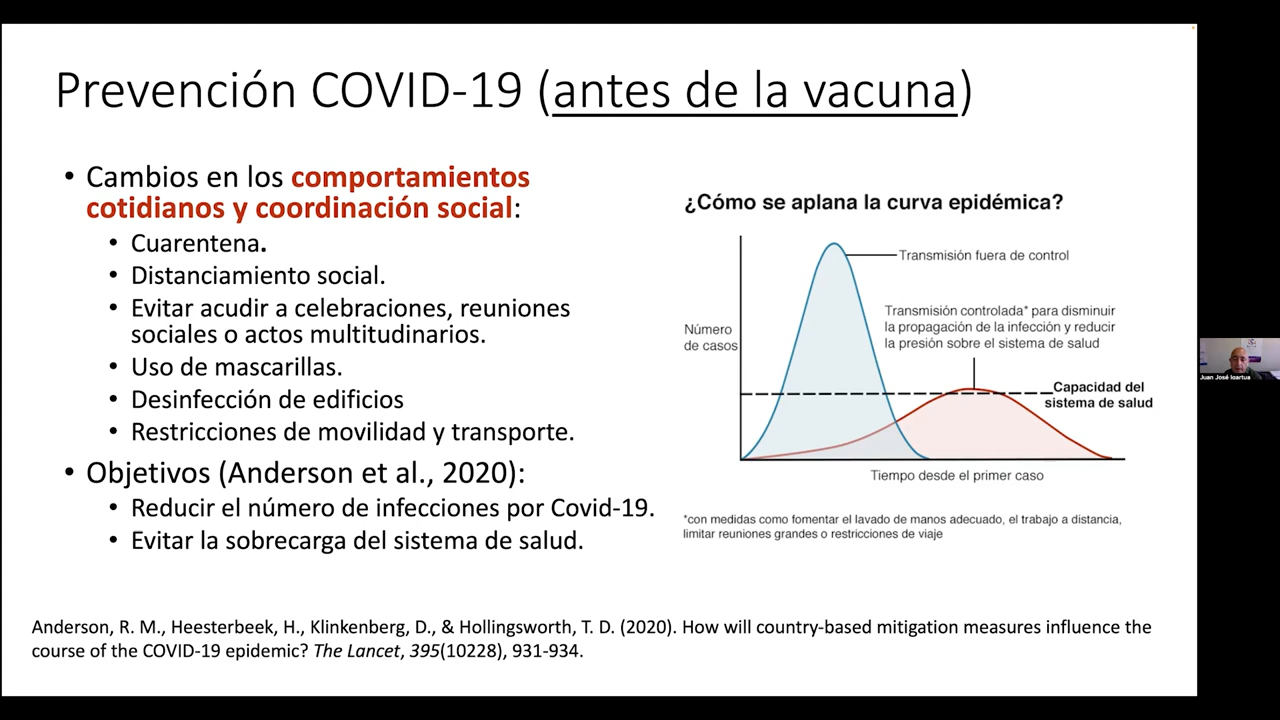 Prevención COVID-19 (antes de la vacuna)
• Cambios en los comportamientos
cotidianos y coordinación social:
• Cuarentena.
• Distanciamiento social.
• Evitar acudir a celebraciones, reuniones
sociales o actos multitudinarios.
• Uso de mascarillas.
• Desinfección de edificios
• Restricciones de movilidad y transporte.
• Objetivos (Anderson et al., 2020):
• Reducir el número de infecciones por Covid-19.
• Evitar la sobrecarga del sistema de salud.
¿Cómo se aplana la curva epidémica?
Transmisión fuera de control
Transmisión controlada* para disminuir
la propagación de la infección y reducir
la presión sobre el sistema de salud
Número
de casos
Capacidad del
sistema de salud
Tiempo desde el primer caso
*con medidas como fomentar el lavado de manos adecuado, el trabajo a distancia,
limitar reuniones grandes o restricciones de viaje
Anderson, R. M., Heesterbeek, H., Klinkenberg, D., & Hollingsworth, T. D. (2020). How will country-based mitigation measures influence the
course of the COVID-19 epidemic? The Lancet, 395(10228), 931-934.
Juan José Igartua